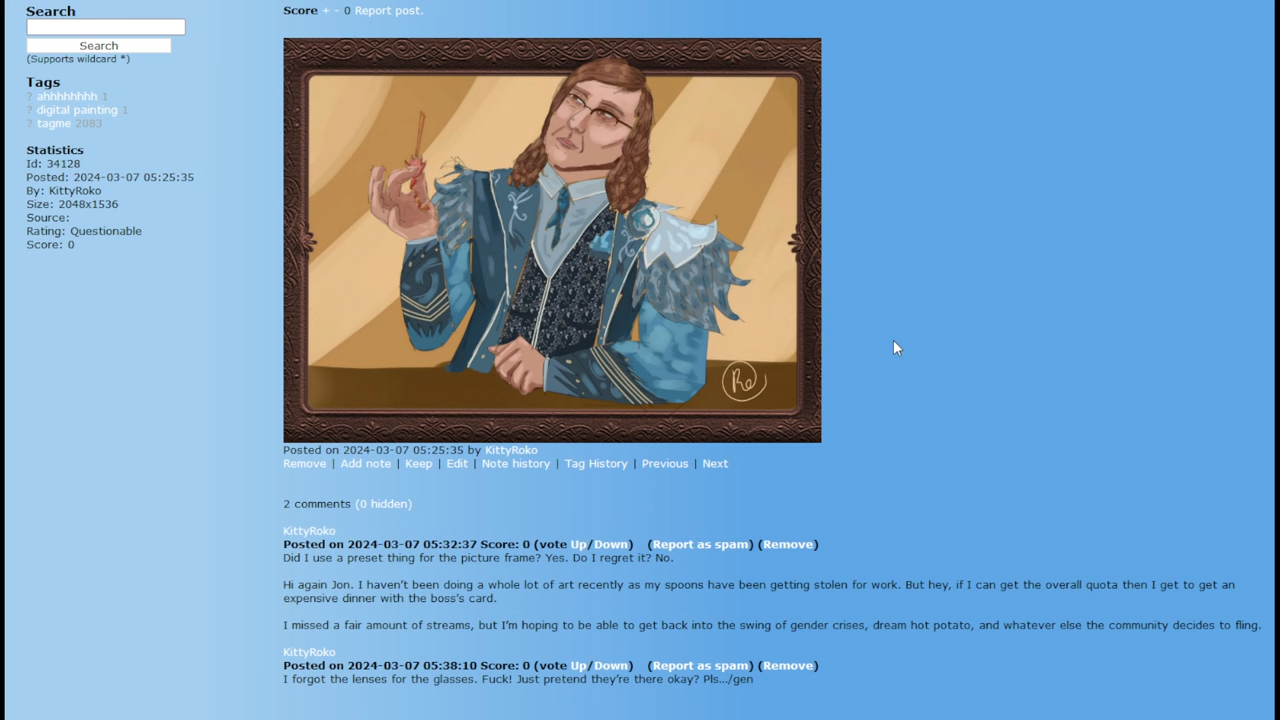 Search
Search
(Supports wildcard *)
Tags
? ahhhhhhhh 1
? digital painting 1
? tagme 2083
Statistics
Id: 34128
Posted: 2024-03-07 05:25:35
By: KittyRoko
Size: 2048x1536
Source:
Rating: Questionable
Score: 0
Score + - 0 Report post.
Re
Posted on 2024-03-07 05:25:35 by KittyRoko
Remove | Add note | Keep | Edit | Note history | Tag History | Previous | Next
2 comments (0 hidden)
KittyRoko
Posted on 2024-03-07 05:32:37 Score: 0 (vote Up/Down) (Report as spam) (Remove)
Did I use a preset thing for the picture frame? Yes. Do I regret it? No.
Hi again Jon. I haven't been doing a whole lot of art recently as my spoons have been getting stolen for work. But hey, if I can get the overall quota then I get to get an
expensive dinner with the boss's card.
I missed a fair amount of streams, but I'm hoping to be able to get back into the swing of gender crises, dream hot potato, and whatever else the community decides to fling.
KittyRoko
Posted on 2024-03-07 05:38:10 Score: 0 (vote Up/Down) (Report as spam) (Remove)
I forgot the lenses for the glasses. Fuck! Just pretend they're there okay? Pls.../gen